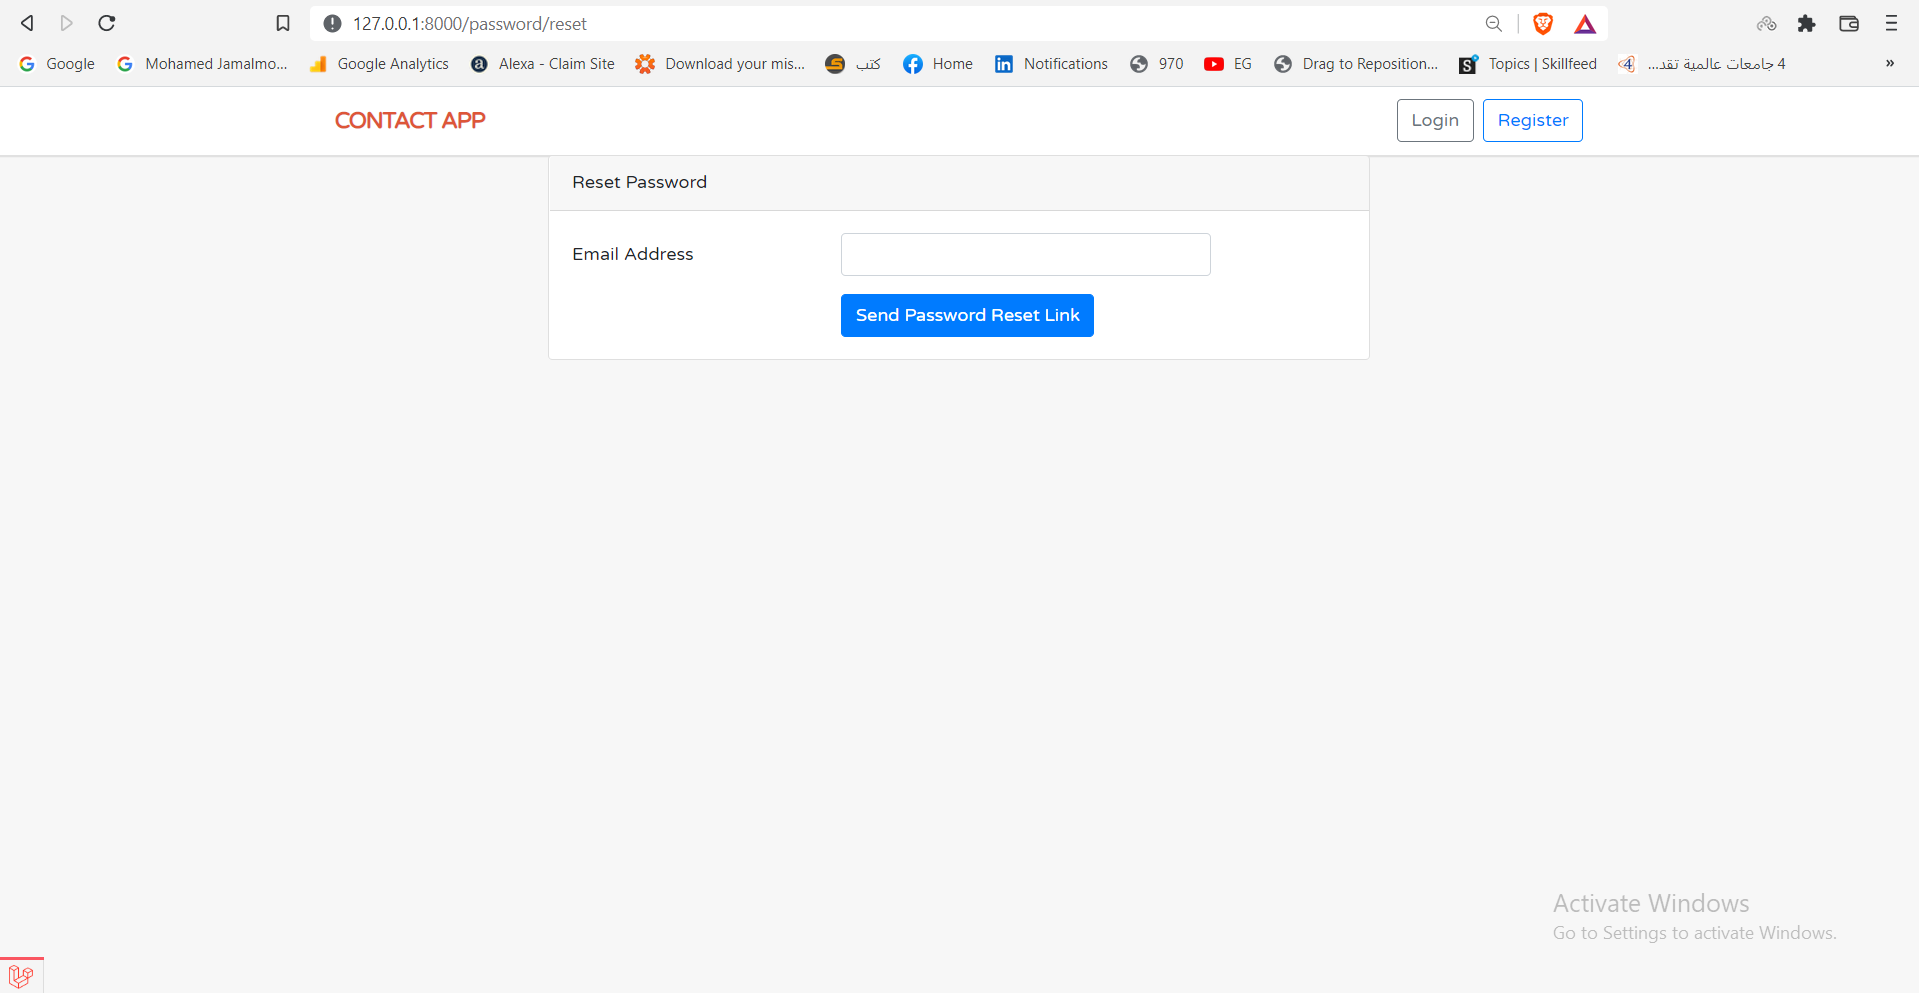 127.0.0.1:8000/password/reset
Google
Mohamed Jamalmo...
Google Analytics
Alexa - Claim Site
Download your mis...
كتب
Home
Notifications
970
EG
Drag to Reposition...
Topics | Skillfeed
4 جامعات عالمية تقد...
»
CONTACT APP
Login
Register
Reset Password
Email Address
Send Password Reset Link
Activate Windows
Go to Settings to activate Windows.